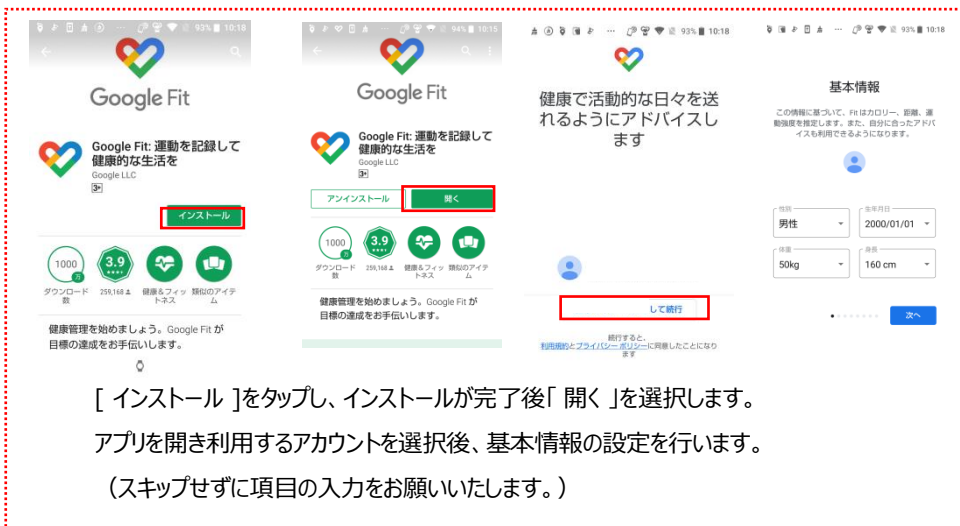 93% 10:18
Google Fit
Google Fit: 運動を記録して
健康的な生活を
Google LLC
3+
インストール
1000
万
3.9
ダウンロード
数
259,168
健康&フィッ
トネス
類似のアイテ
ム
健康管理を始めましょう。Google Fit が
目標の達成をお手伝いします。
94% 10:15
Google Fit
Google Fit: 運動を記録して
健康的な生活を
Google LLC
3+
アンインストール
開く
1000
万
3.9
ダウンロード
数
259,168
健康&フィッ
トネス
類似のアイテ
ム
健康管理を始めましょう。Google Fit が
目標の達成をお手伝いします。
93% 10:18
健康で活動的な日々を送
れるようにアドバイスし
ます
して続行
続行すると、
利用規約とプライバシー ポリシーに同意したことになり
ます
93% 10:18
基本情報
この情報に基づいて、Fit はカロリー、距離、運
動強度を推定します。また、自分に合ったアドバ
イスも利用できるようになります。
性別
男性
生年月日
2000/01/01
体重
50kg
身長
160 cm
次へ
[ インストール ]をタップし、インストールが完了後「 開く 」を選択します。
アプリを開き利用するアカウントを選択後、基本情報の設定を行います。
(スキップせずに項目の入力をお願いいたします。)